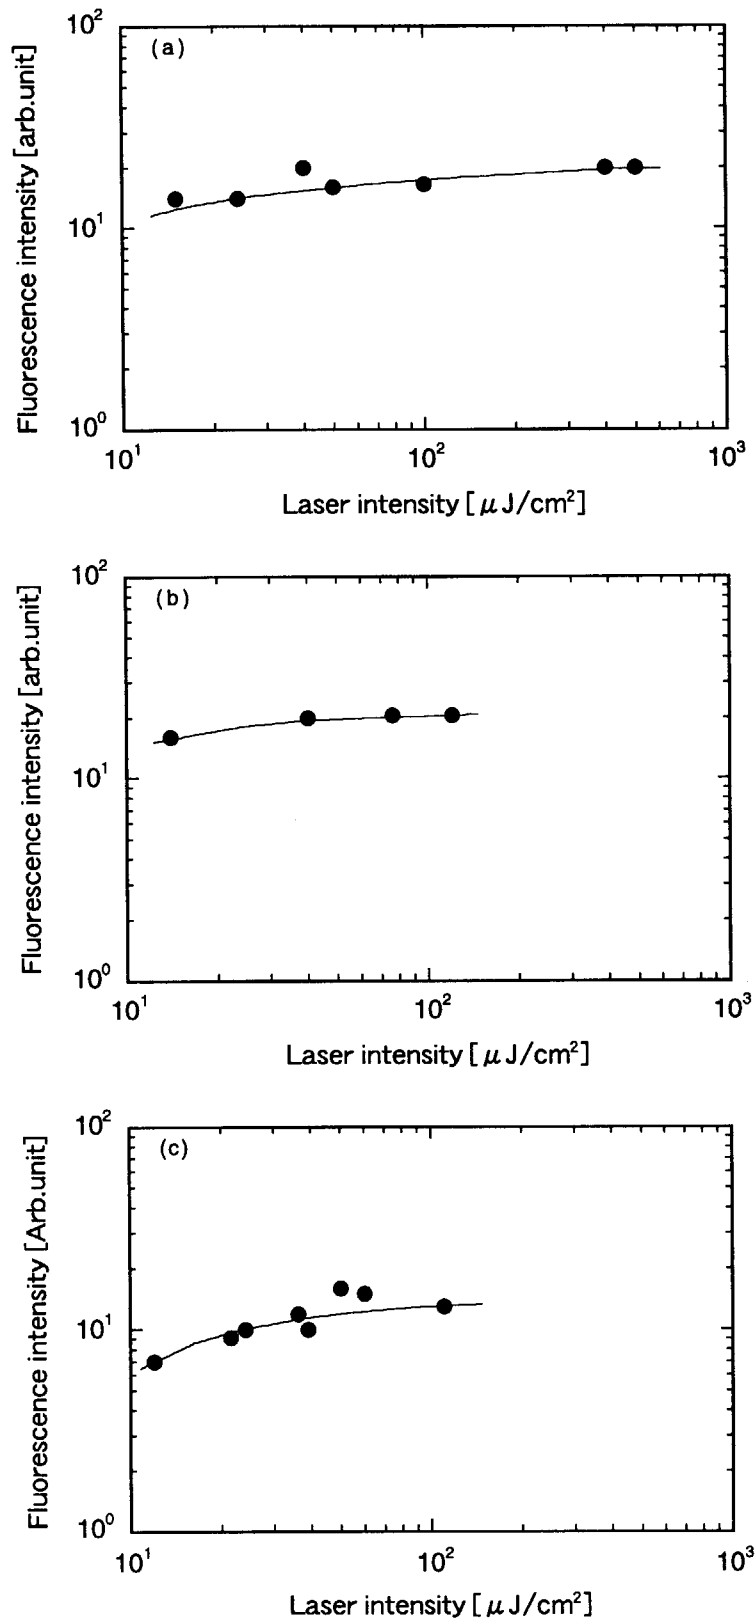 10²
(a)
Fluorescence intensity [arb.unit]
10¹
10⁰
10¹ 10² 10³
Laser intensity [μJ/cm²]
10²
(b)
Fluorescence intensity [arb.unit]
10¹
10⁰
10¹ 10² 10³
Laser intensity [μJ/cm²]
10²
(c)
Fluorescence intensity [Arb.unit]
10¹
10⁰
10¹ 10² 10³
Laser intensity [μJ/cm²]